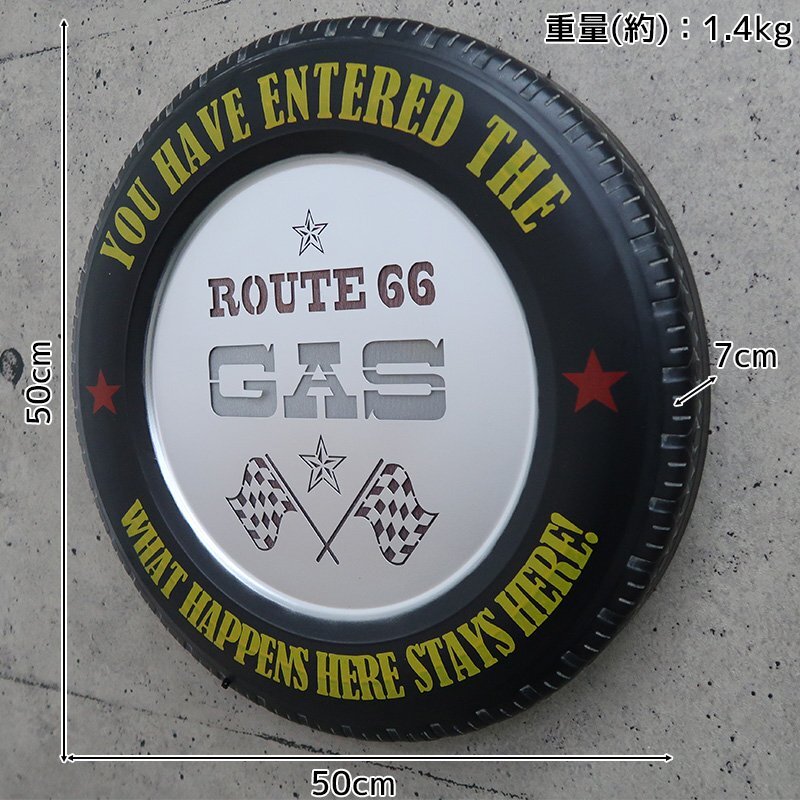 重量(約):1.4kg
YOU HAVE ENTERED THE
ROUTE 66
GAS
WHAT HAPPENS HERE STAYS HERE!
7cm
50cm
50cm